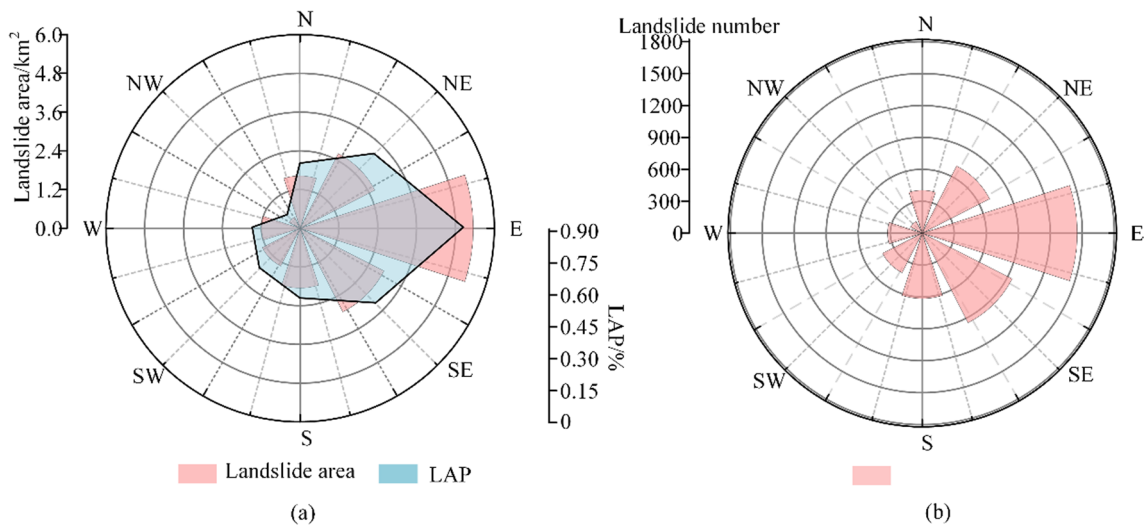 Landslide area/km²
6.0
4.8
3.6
2.4
1.2
0.0
N
NE
E
SE
S
SW
W
NW
0.90
0.75
0.60
0.45
0.30
0.15
0
LAP/%
Landslide area
LAP
(a)
Landslide number
1800
1500
1200
900
600
300
0
N
NE
E
SE
S
SW
W
NW
(b)